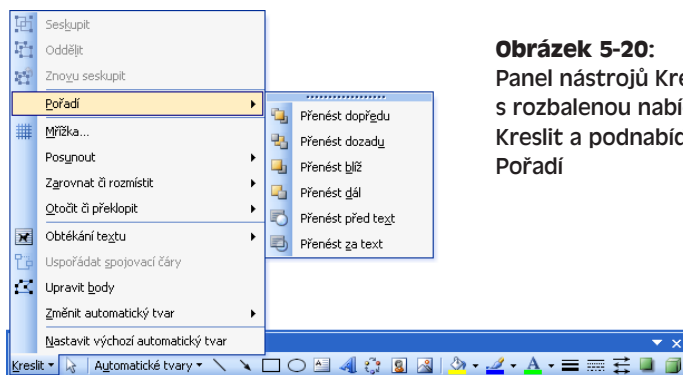 Seskupit
Oddělit
Znovu seskupit
Pořadí
Mřížka...
Posunout
Zarovnat či rozmístit
Otočit či překlopit
Obtékání textu
Uspořádat spojovací čáry
Upravit body
Změnit automatický tvar
Nastavit výchozí automatický tvar
Přenést dopředu
Přenést dozadu
Přenést blíž
Přenést dál
Přenést před text
Přenést za text
Kreslit
Automatické tvary
Obrázek 5-20:
Panel nástrojů Kre
s rozbalenou nabí
Kreslit a podnabíd
Pořadí